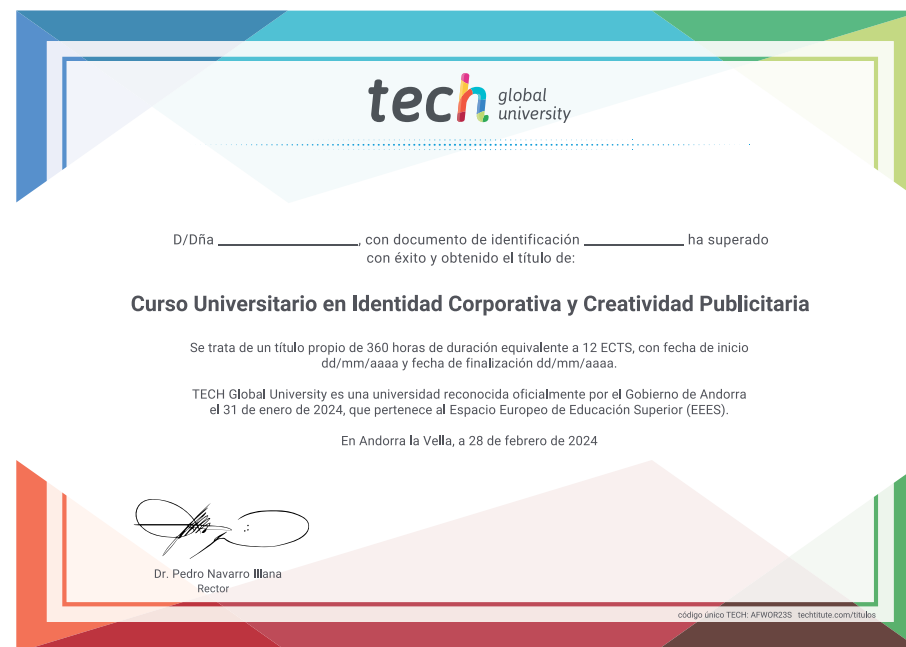 tech global university
D/Dña ____________________, con documento de identificación ______________ ha superado
con éxito y obtenido el título de:
Curso Universitario en Identidad Corporativa y Creatividad Publicitaria
Se trata de un título propio de 360 horas de duración equivalente a 12 ECTS, con fecha de inicio
dd/mm/aaaa y fecha de finalización dd/mm/aaaa.
TECH Global University es una universidad reconocida oficialmente por el Gobierno de Andorra
el 31 de enero de 2024, que pertenece al Espacio Europeo de Educación Superior (EEES).
En Andorra la Vella, a 28 de febrero de 2024
Dr. Pedro Navarro Illana
Rector
código único TECH: AFWOR23S techtitute.com/titulos